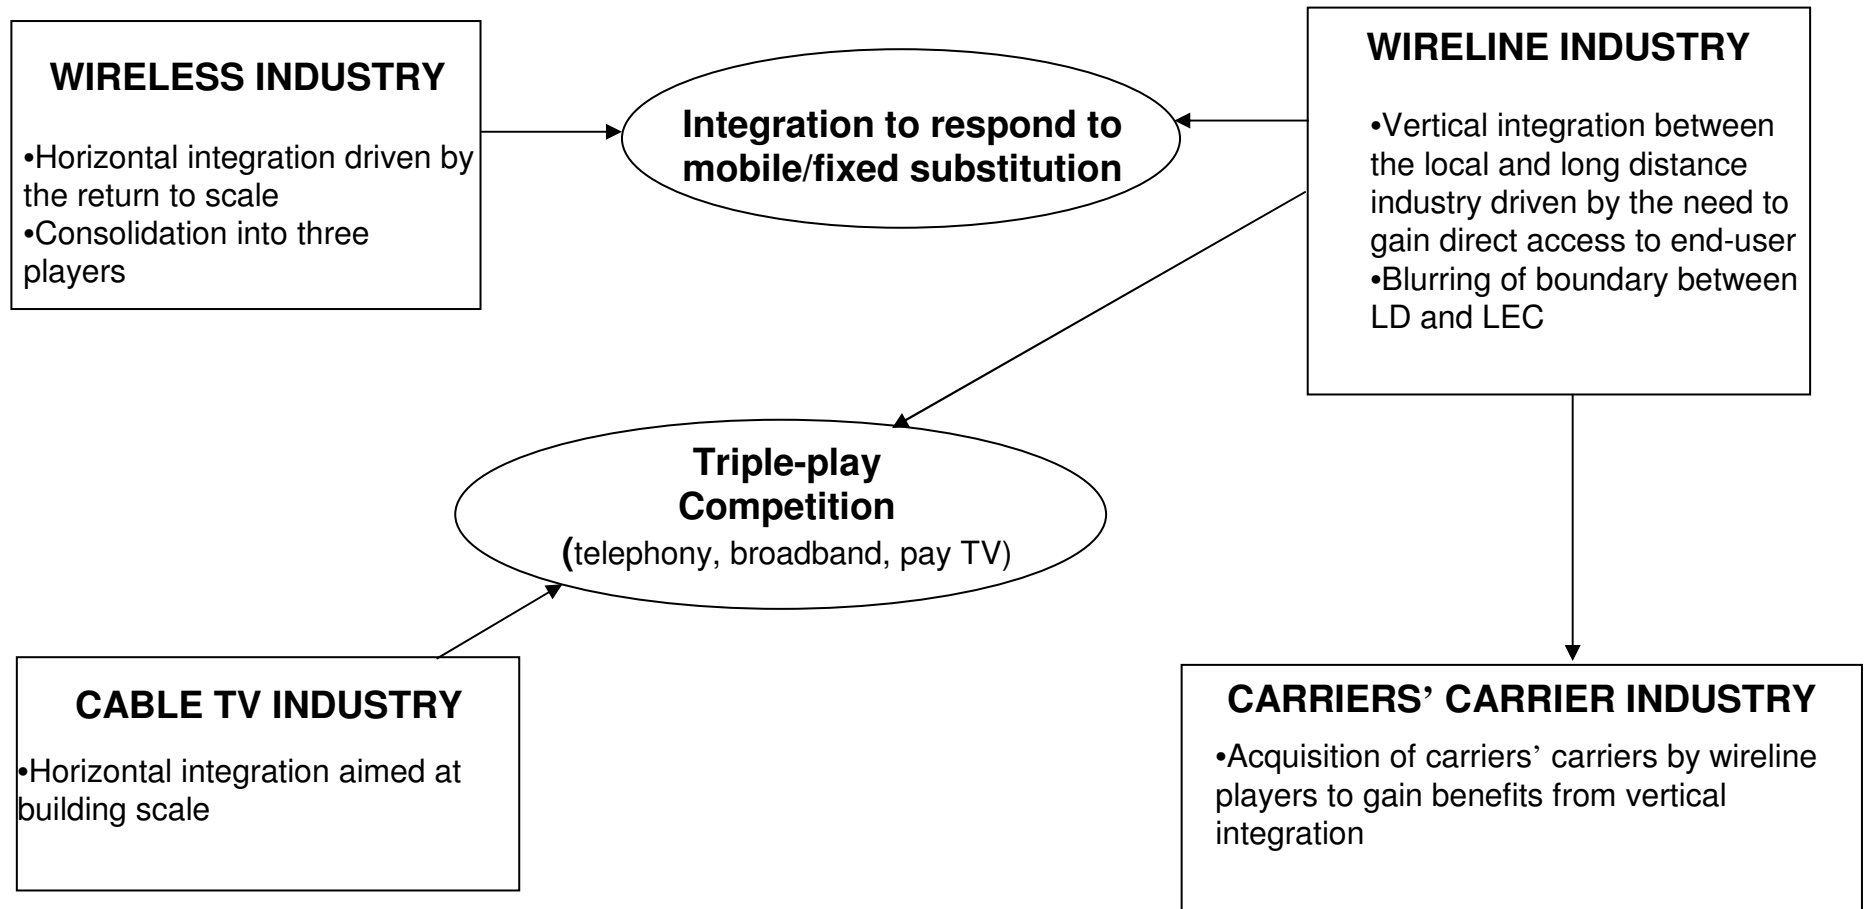 WIRELESS INDUSTRY
•Horizontal integration driven by
the return to scale
•Consolidation into three
players
Integration to respond to
mobile/fixed substitution
WIRELINE INDUSTRY
•Vertical integration between
the local and long distance
industry driven by the need to
gain direct access to end-user
•Blurring of boundary between
LD and LEC
Triple-play
Competition
(telephony, broadband, pay TV)
CABLE TV INDUSTRY
•Horizontal integration aimed at
building scale
CARRIERS’ CARRIER INDUSTRY
•Acquisition of carriers’ carriers by wireline
players to gain benefits from vertical
integration